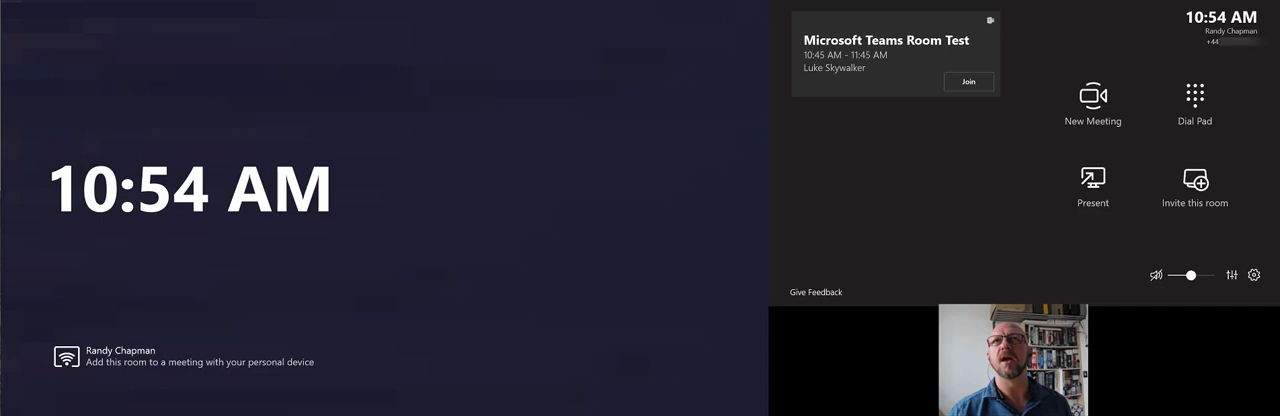 10:54 AM
Randy Chapman
Add this room to a meeting with your personal device
Microsoft Teams Room Test
10:45 AM - 11:45 AM
Luke Skywalker
Join
10:54 AM
Randy Chapman
+44
New Meeting
Dial Pad
Present
Invite this room
Give Feedback